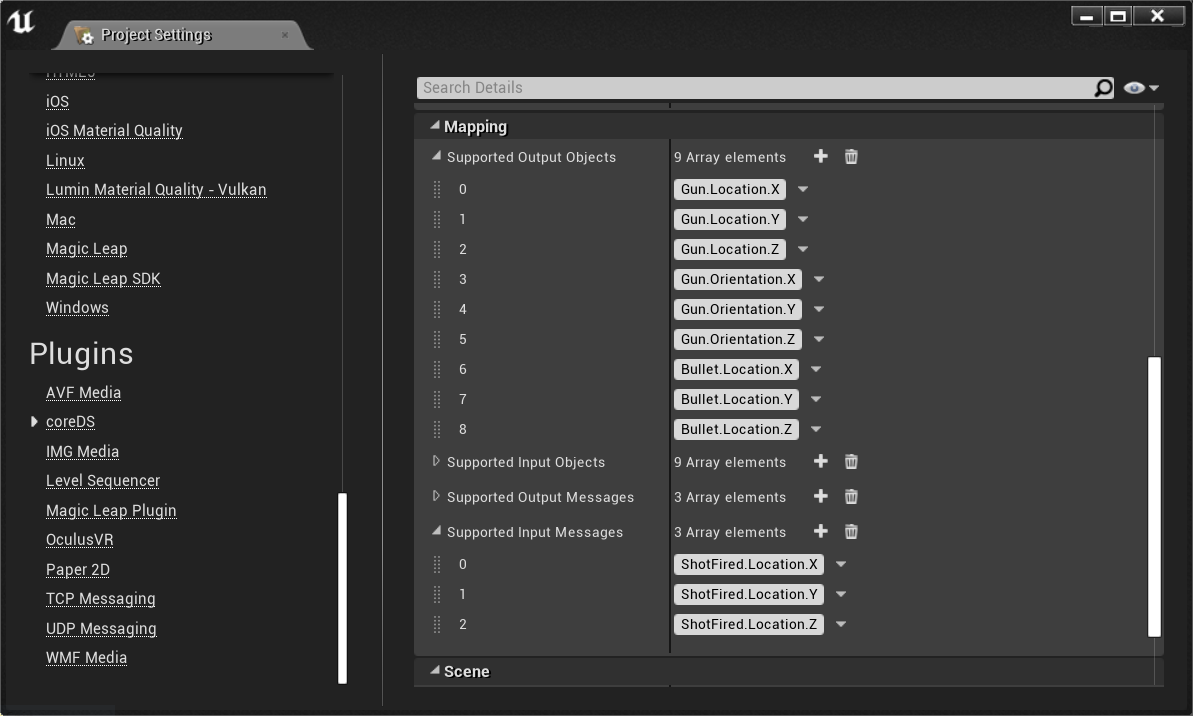 Project Settings
HTML5
iOS
iOS Material Quality
Linux
Lumin Material Quality - Vulkan
Mac
Magic Leap
Magic Leap SDK
Windows
Plugins
AVF Media
coreDS
IMG Media
Level Sequencer
Magic Leap Plugin
OculusVR
Paper 2D
TCP Messaging
UDP Messaging
WMF Media
Search Details
Mapping
Supported Output Objects 9 Array elements
0 Gun.Location.X
1 Gun.Location.Y
2 Gun.Location.Z
3 Gun.Orientation.X
4 Gun.Orientation.Y
5 Gun.Orientation.Z
6 Bullet.Location.X
7 Bullet.Location.Y
8 Bullet.Location.Z
Supported Input Objects 9 Array elements
Supported Output Messages 3 Array elements
Supported Input Messages 3 Array elements
0 ShotFired.Location.X
1 ShotFired.Location.Y
2 ShotFired.Location.Z
Scene